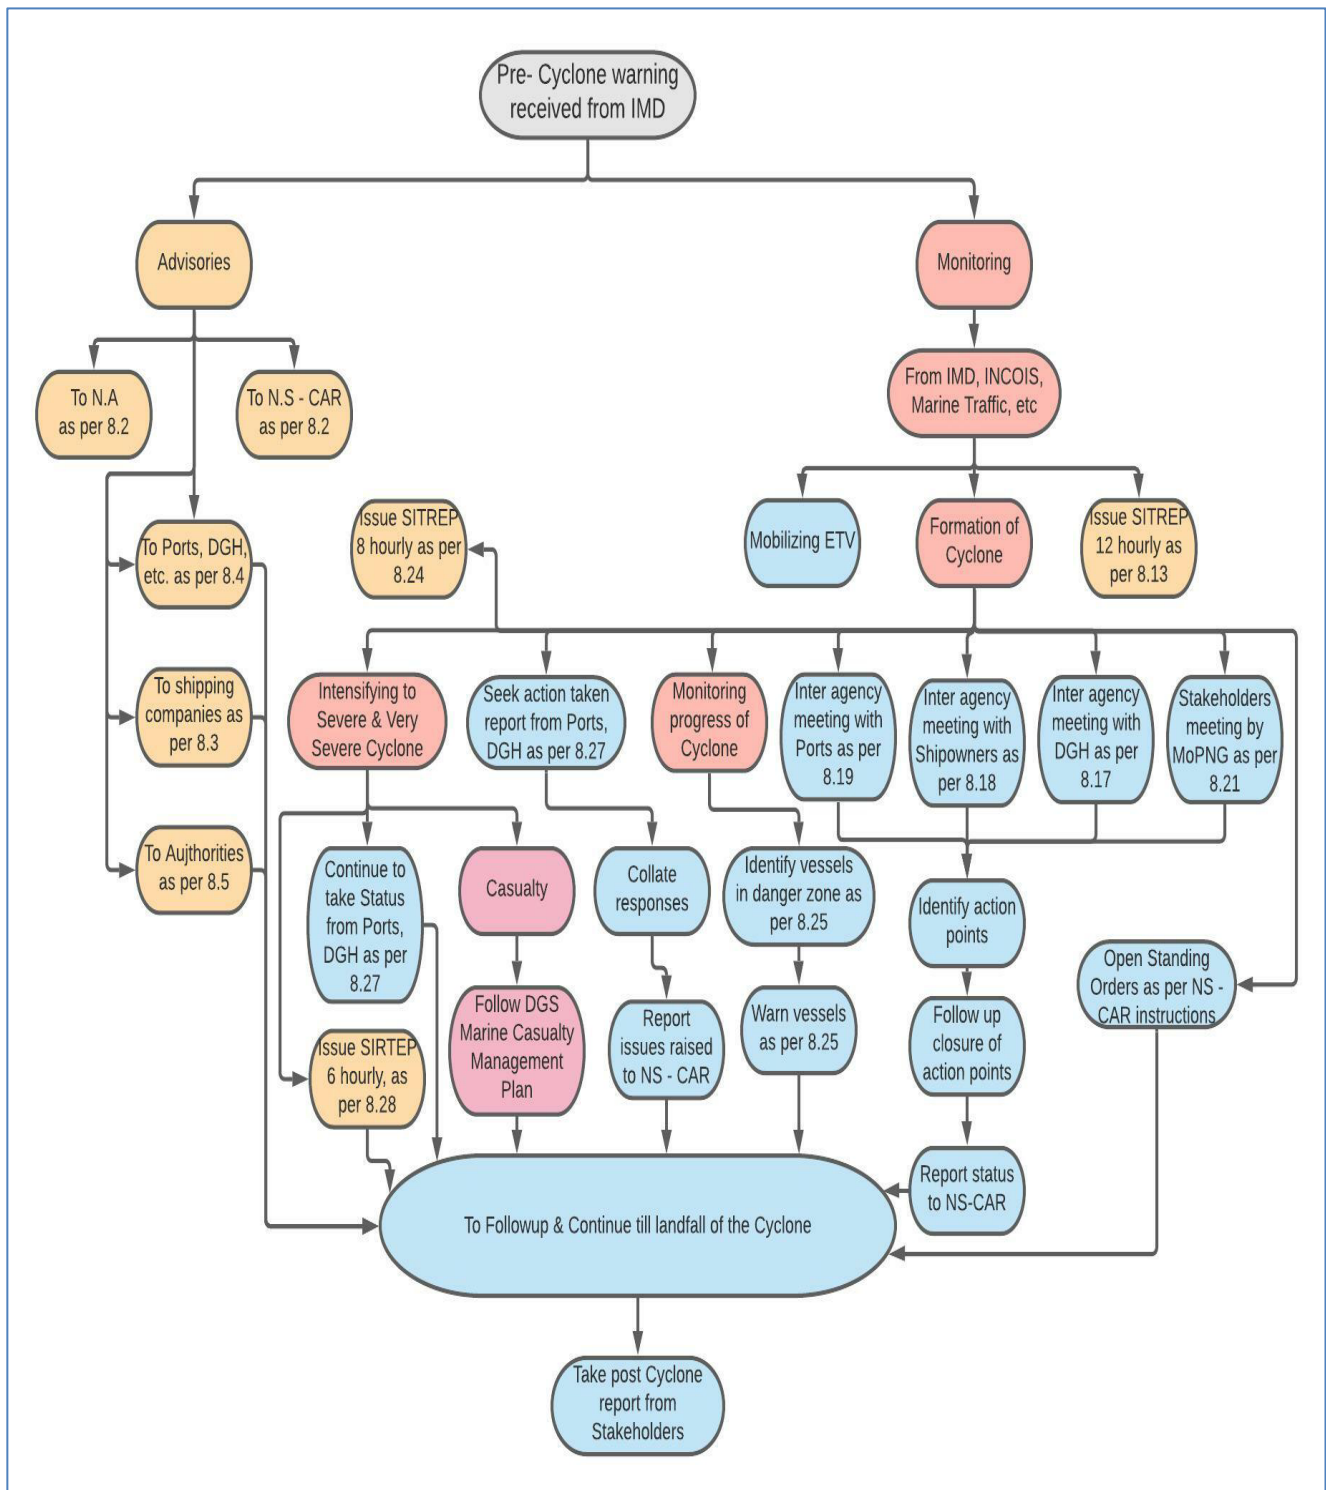 Pre- Cyclone warning
received from IMD
Advisories
Monitoring
To N.A
as per 8.2
To N.S - CAR
as per 8.2
From IMD, INCOIS,
Marine Traffic, etc
To Ports, DGH,
etc. as per 8.4
Issue SITREP
8 hourly as per
8.24
Mobilizing ETV
Formation of
Cyclone
Issue SITREP
12 hourly as
per 8.13
To shipping
companies as
per 8.3
Intensifying to
Severe & Very
Severe Cyclone
Seek action taken
report from Ports,
DGH as per 8.27
Monitoring
progress of
Cyclone
Inter agency
meeting with
Ports as per
8.19
Inter agency
meeting with
Shipowners as
per 8.18
Inter agency
meeting with
DGH as per
8.17
Stakeholders
meeting by
MoPNG as per
8.21
To Aujthorities
as per 8.5
Continue to
take Status
from Ports,
DGH as per
8.27
Casualty
Collate
responses
Identify vessels
in danger zone as
per 8.25
Identify action
points
Open Standing
Orders as per NS -
CAR instructions
Issue SIRTEP
6 hourly, as
per 8.28
Follow DGS
Marine Casualty
Management
Plan
Report
issues raised
to NS - CAR
Warn vessels
as per 8.25
Follow up
closure of
action points
Report status
to NS-CAR
To Followup & Continue till landfall of the Cyclone
Take post Cyclone
report from
Stakeholders